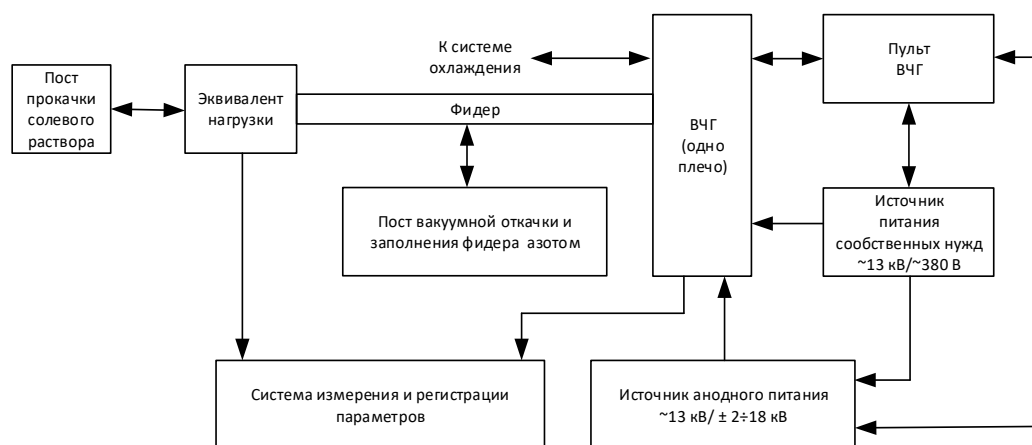 К системе
охлаждения
Пульт
ВЧГ
Пост
прокачки
солевого
раствора
Эквивалент
нагрузки
Фидер
ВЧГ
(одно
плечо)
Пост вакуумной откачки и
заполнения фидера азотом
Источник
питания
сообственных нужд
~13 кВ/~380 В
Система измерения и регистрации
параметров
Источник анодного питания
~13 кВ/ ± 2÷18 кВ